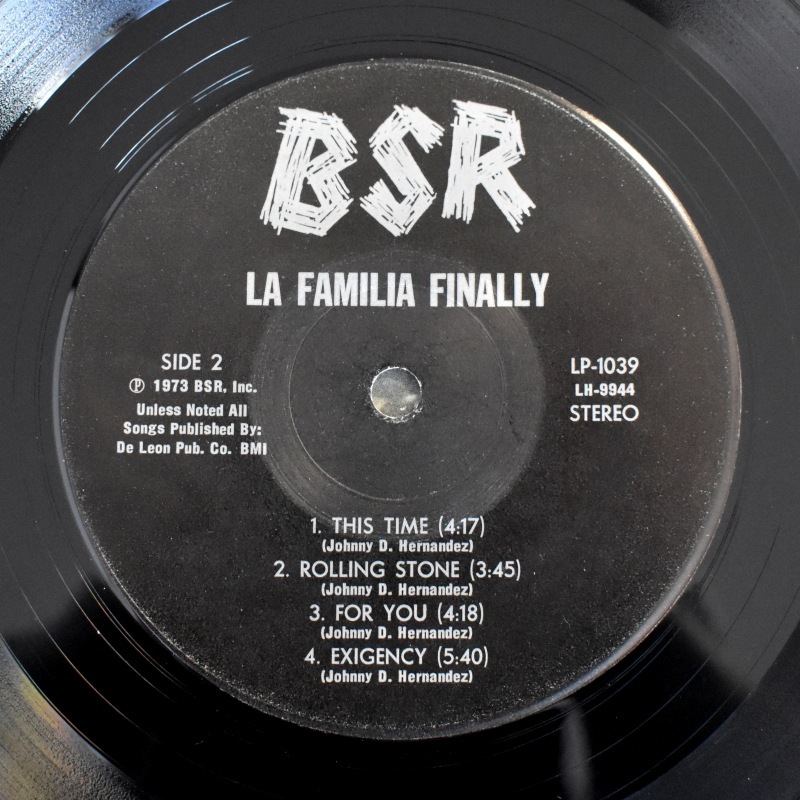 BSR
LA FAMILIA FINALLY
SIDE 2
Ⓟ 1973 BSR, Inc.
Unless Noted All
Songs Published By:
De Leon Pub. Co. BMI
LP-1039
LH-9944
STEREO
1. THIS TIME (4:17)
(Johnny D. Hernandez)
2. ROLLING STONE (3:45)
(Johnny D. Hernandez)
3. FOR YOU (4:18)
(Johnny D. Hernandez)
4. EXIGENCY (5:40)
(Johnny D. Hernandez)